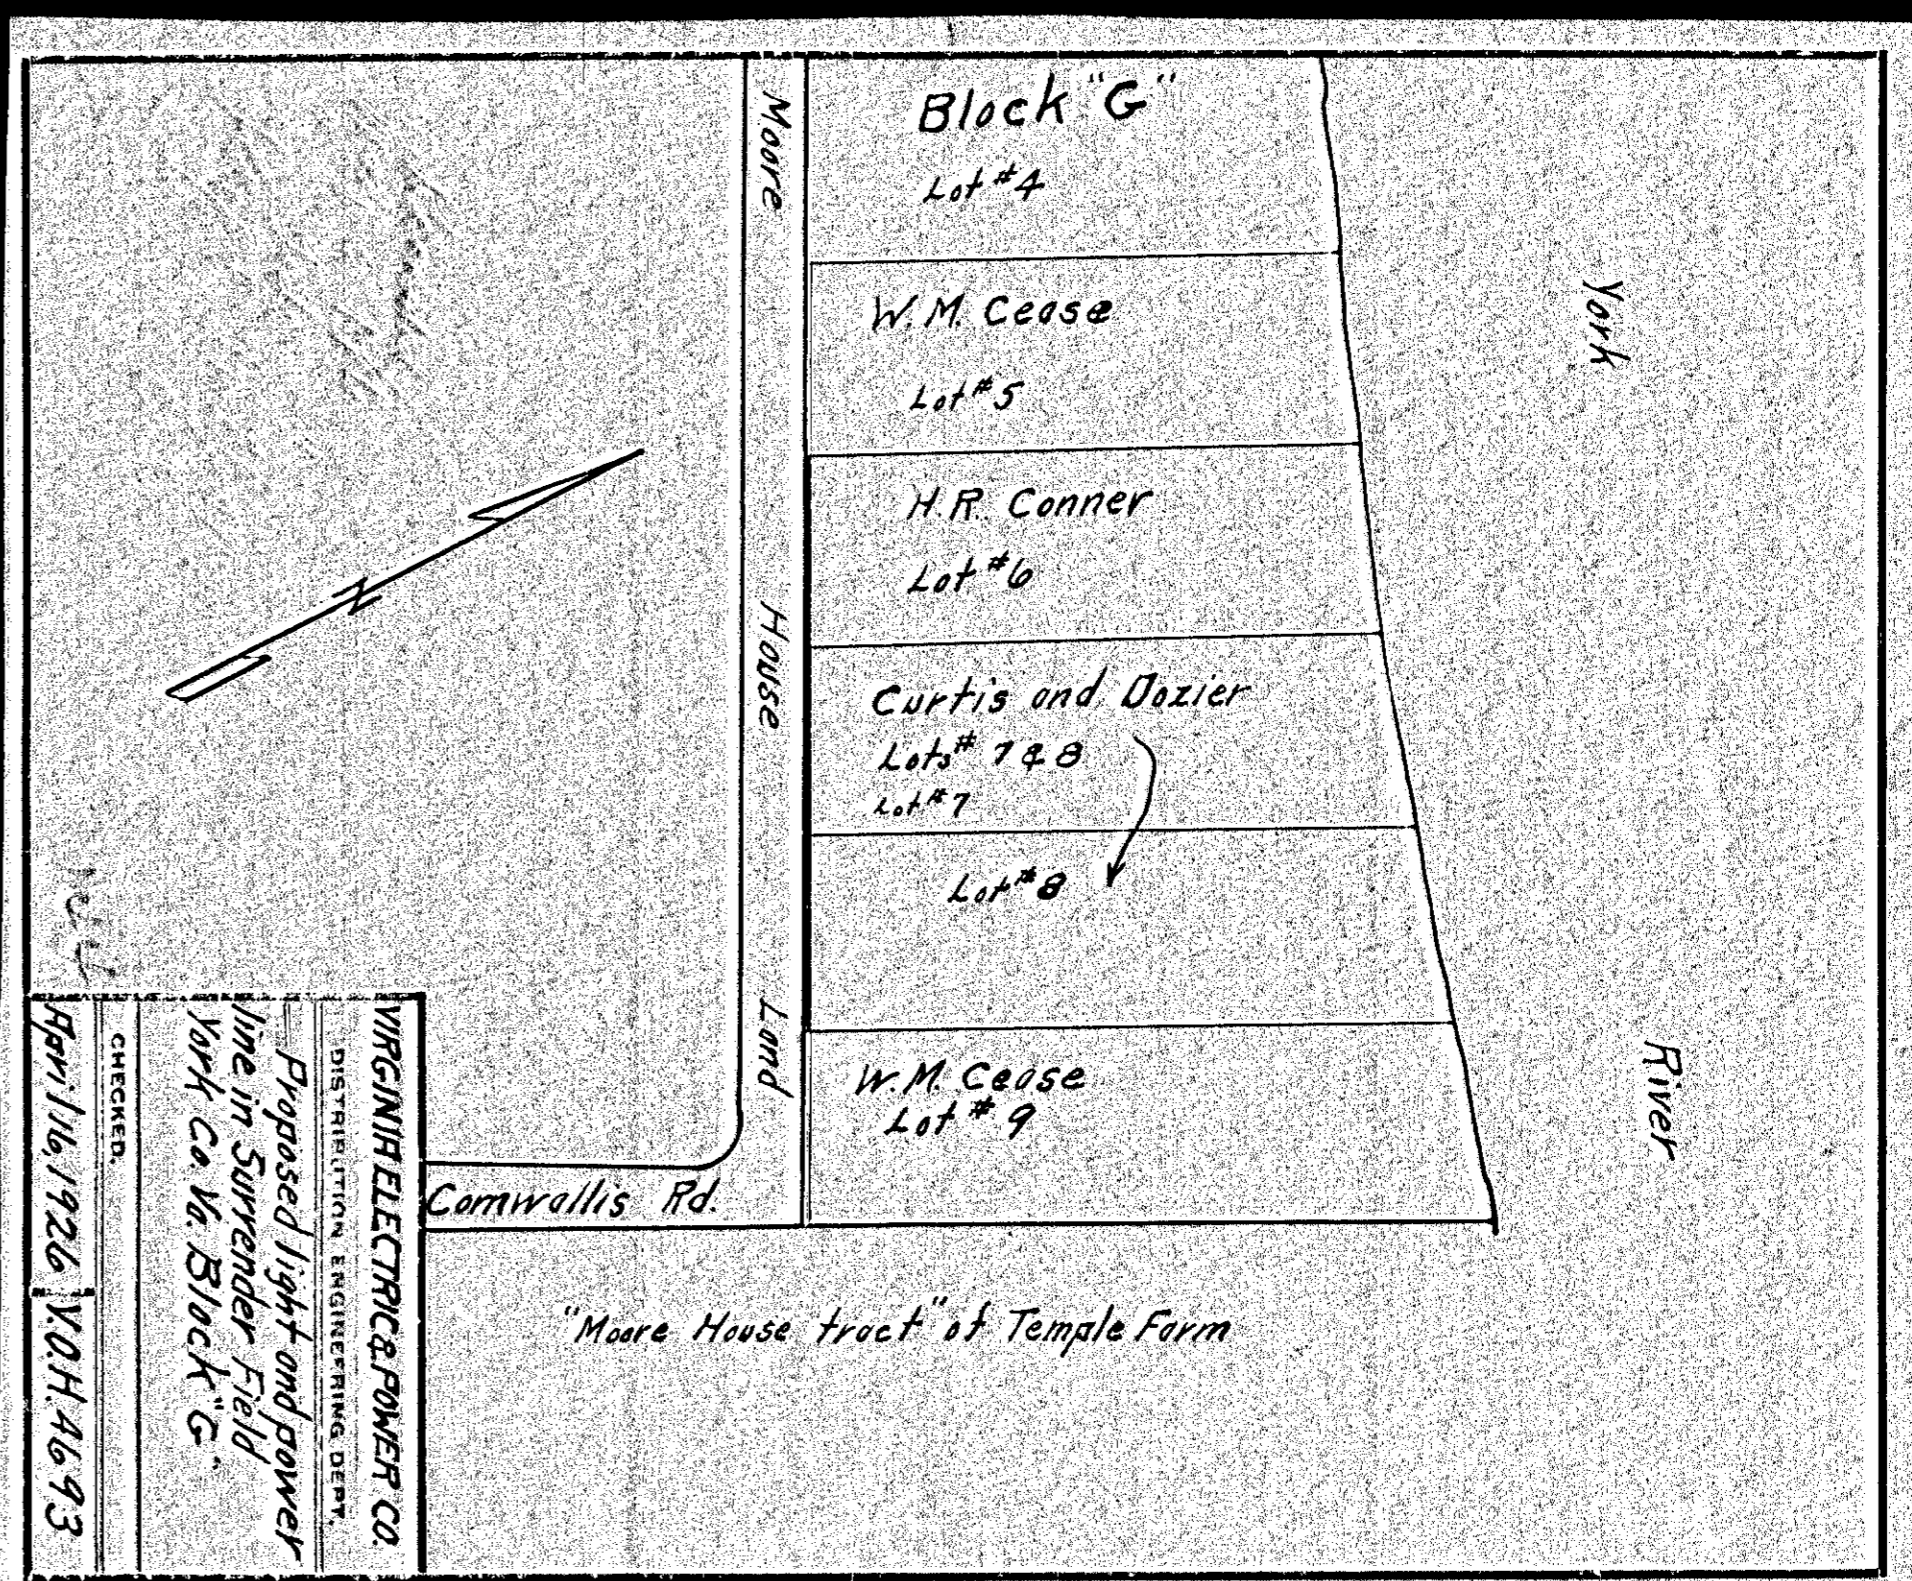 Block "G"
Lot #4
W. M. Cease
Lot #5
H. R. Conner
Lot #6
Curtis and Dozier
Lots # 7 & 8
Lot #7
Lot #8
W. M. Cease
Lot # 9
Moore House Land
York River
Cornwallis Rd.
"Moore House tract" of Temple Farm
N
VIRGINIA ELECTRIC & POWER CO.
DISTRIBUTION ENGINEERING DEPT.
Proposed light and power
line in Surrender Field
York Co. Va. Block "G"
CHECKED.
April 16, 1926 V.O.H. 4693